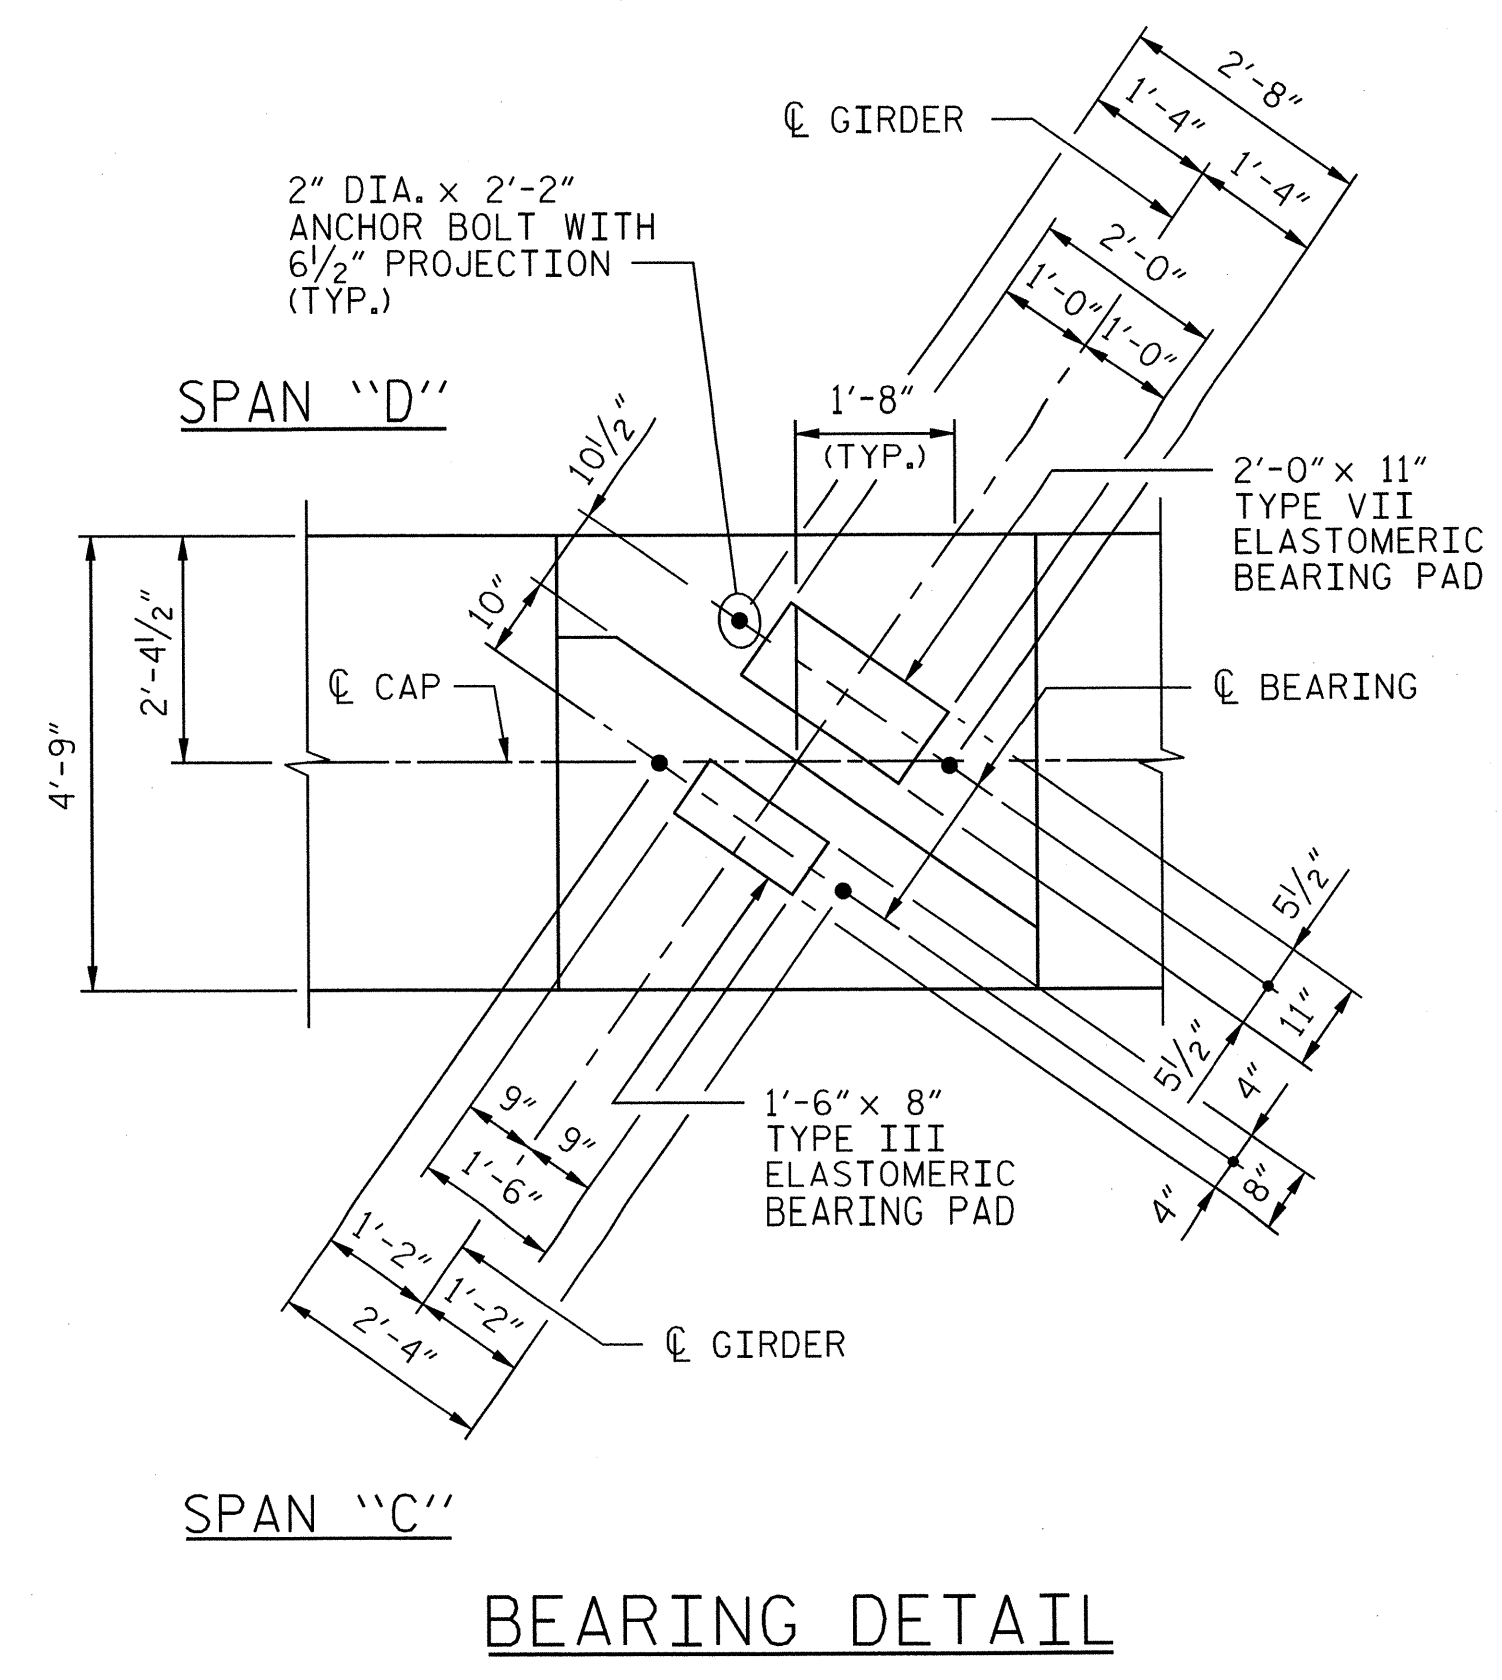 2'-8"
1'-4"
1'-4"
℄ GIRDER
2" DIA. x 2'-2"
ANCHOR BOLT WITH
6½" PROJECTION
(TYP.)
2'-0"
1'-0"
1'-0"
SPAN "D"
1'-8"
(TYP.)
10½"
2'-0" x 11"
TYPE VII
ELASTOMERIC
BEARING PAD
10"
2'-4½"
4'-9"
℄ CAP
℄ BEARING
5½"
11"
5½"
4"
8"
4"
1'-6" x 8"
TYPE III
ELASTOMERIC
BEARING PAD
9"
9"
1'-6"
1'-2"
1'-2"
2'-4"
℄ GIRDER
SPAN "C"
BEARING DETAIL